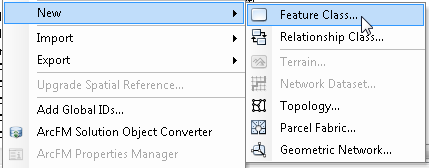 New
Import
Export
Upgrade Spatial Reference...
Add Global IDs...
ArcFM Solution Object Converter
ArcFM Properties Manager
Feature Class...
Relationship Class...
Terrain...
Network Dataset...
Topology...
Parcel Fabric...
Geometric Network...